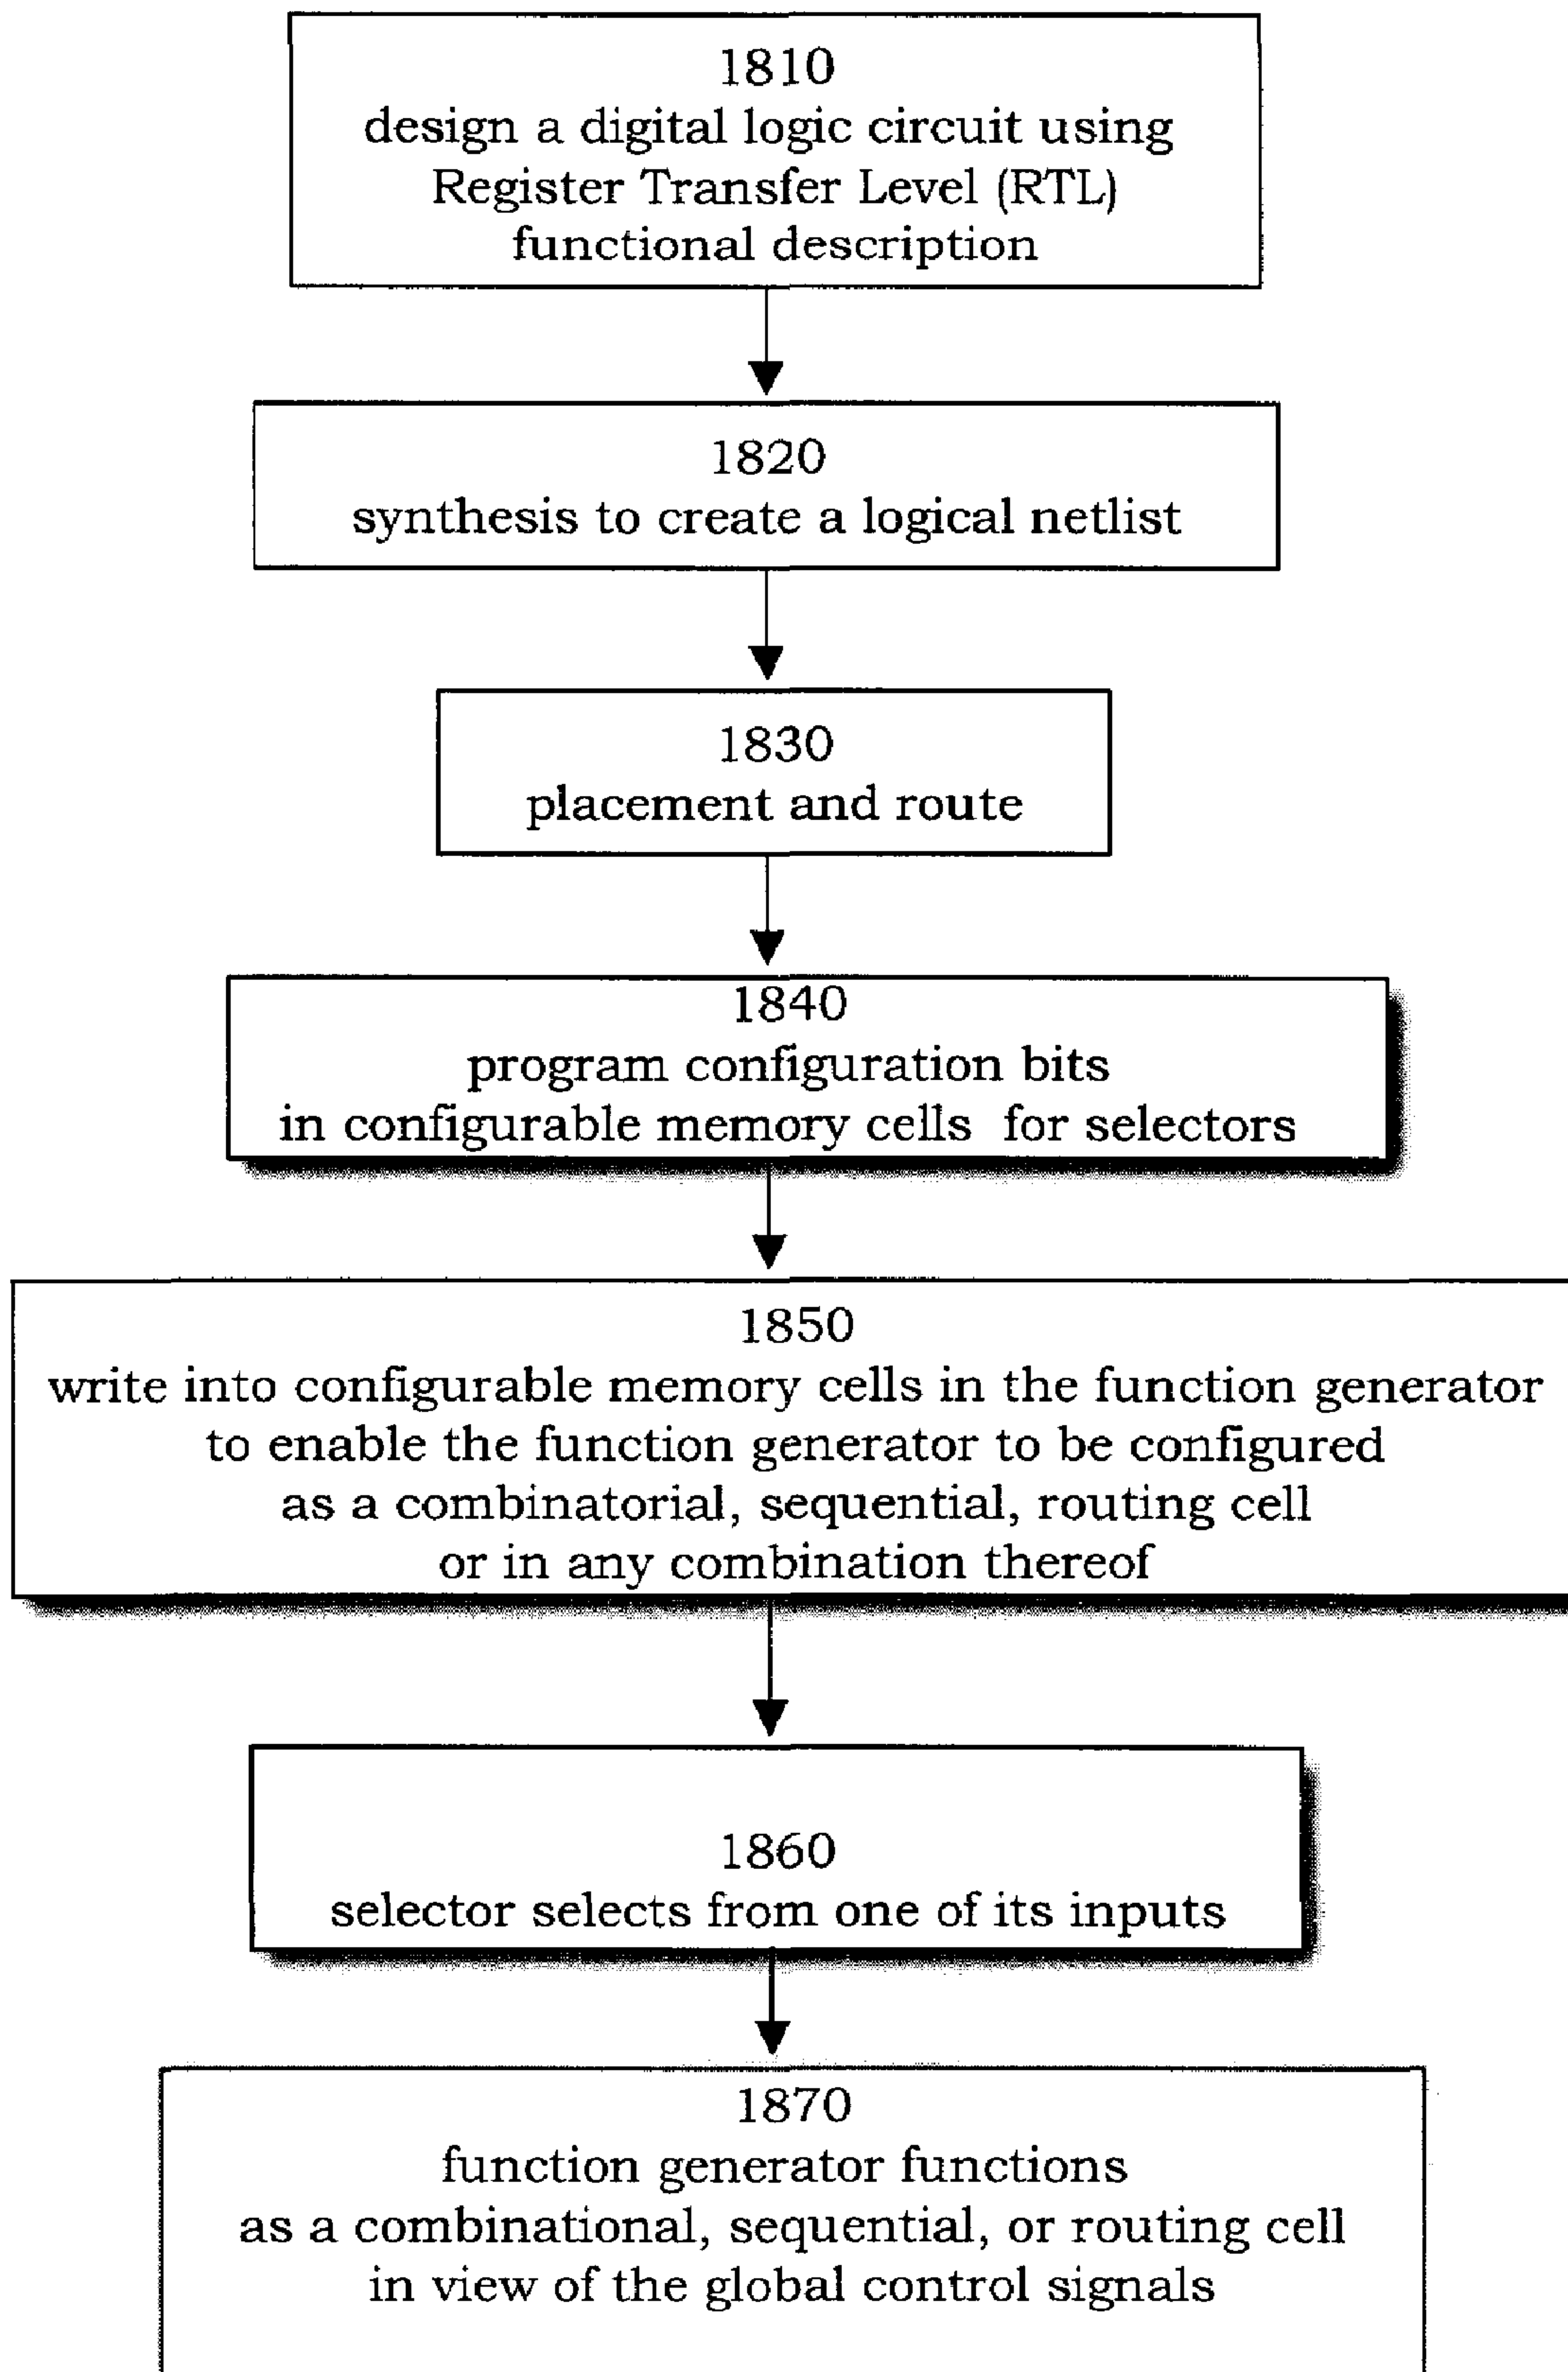 1810
design a digital logic circuit using
Register Transfer Level (RTL)
functional description
1820
synthesis to create a logical netlist
1830
placement and route
1840
program configuration bits
in configurable memory cells for selectors
1850
write into configurable memory cells in the function generator
to enable the function generator to be configured
as a combinatorial, sequential, routing cell
or in any combination thereof
1860
selector selects from one of its inputs
1870
function generator functions
as a combinational, sequential, or routing cell
in view of the global control signals